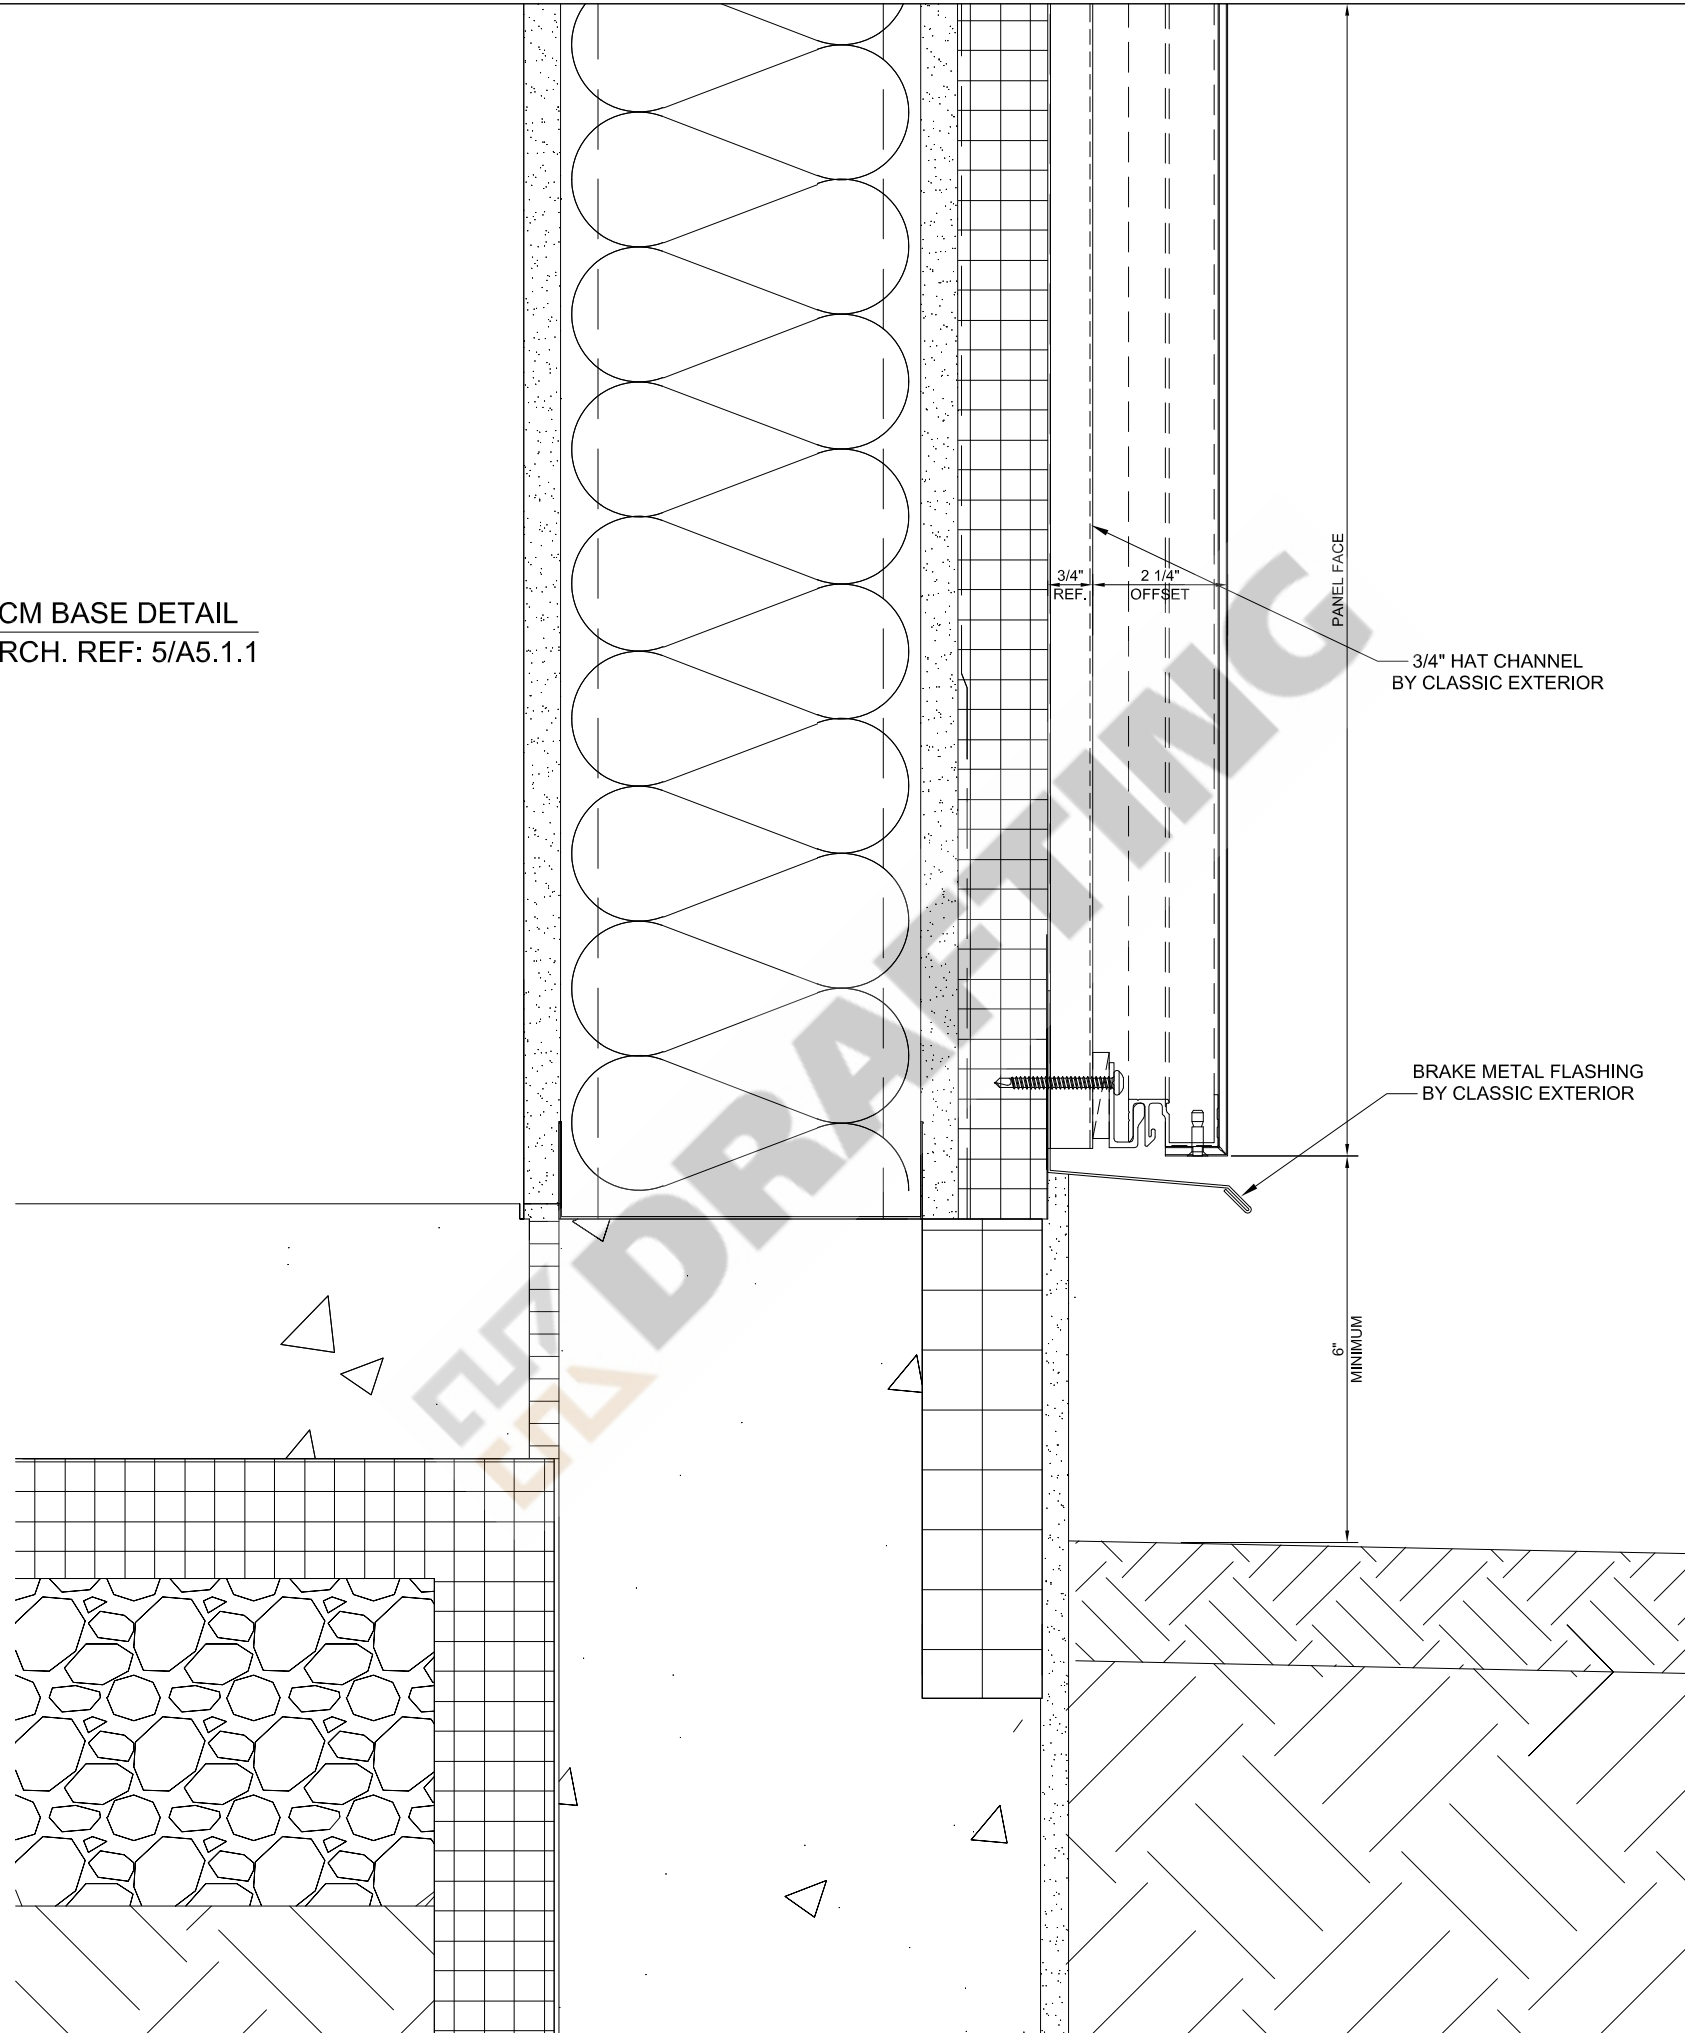 CM BASE DETAIL
RCH. REF: 5/A5.1.1
3/4"
REF.
2 1/4"
OFFSET
PANEL FACE
3/4" HAT CHANNEL
BY CLASSIC EXTERIOR
BRAKE METAL FLASHING
BY CLASSIC EXTERIOR
6"
MINIMUM
DRAFTING